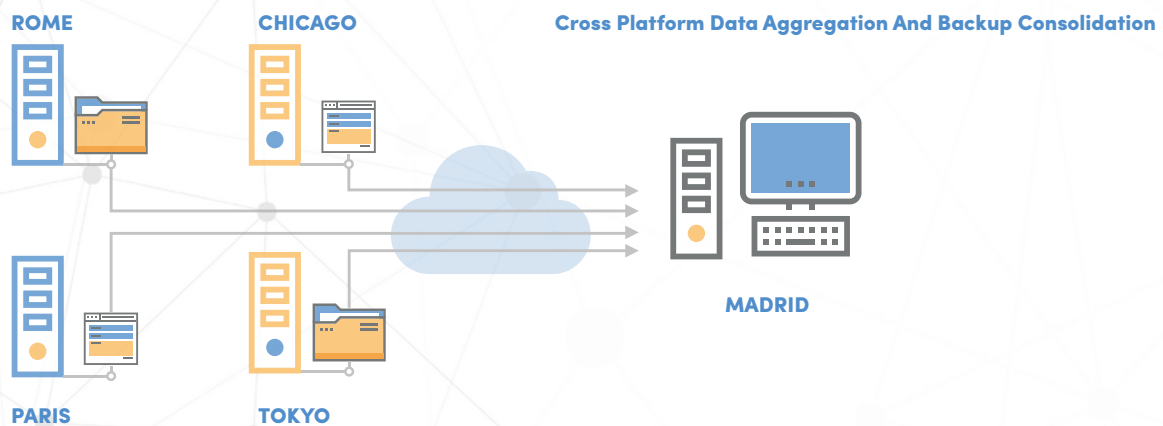 ROME
CHICAGO
Cross Platform Data Aggregation And Backup Consolidation
MADRID
PARIS
TOKYO